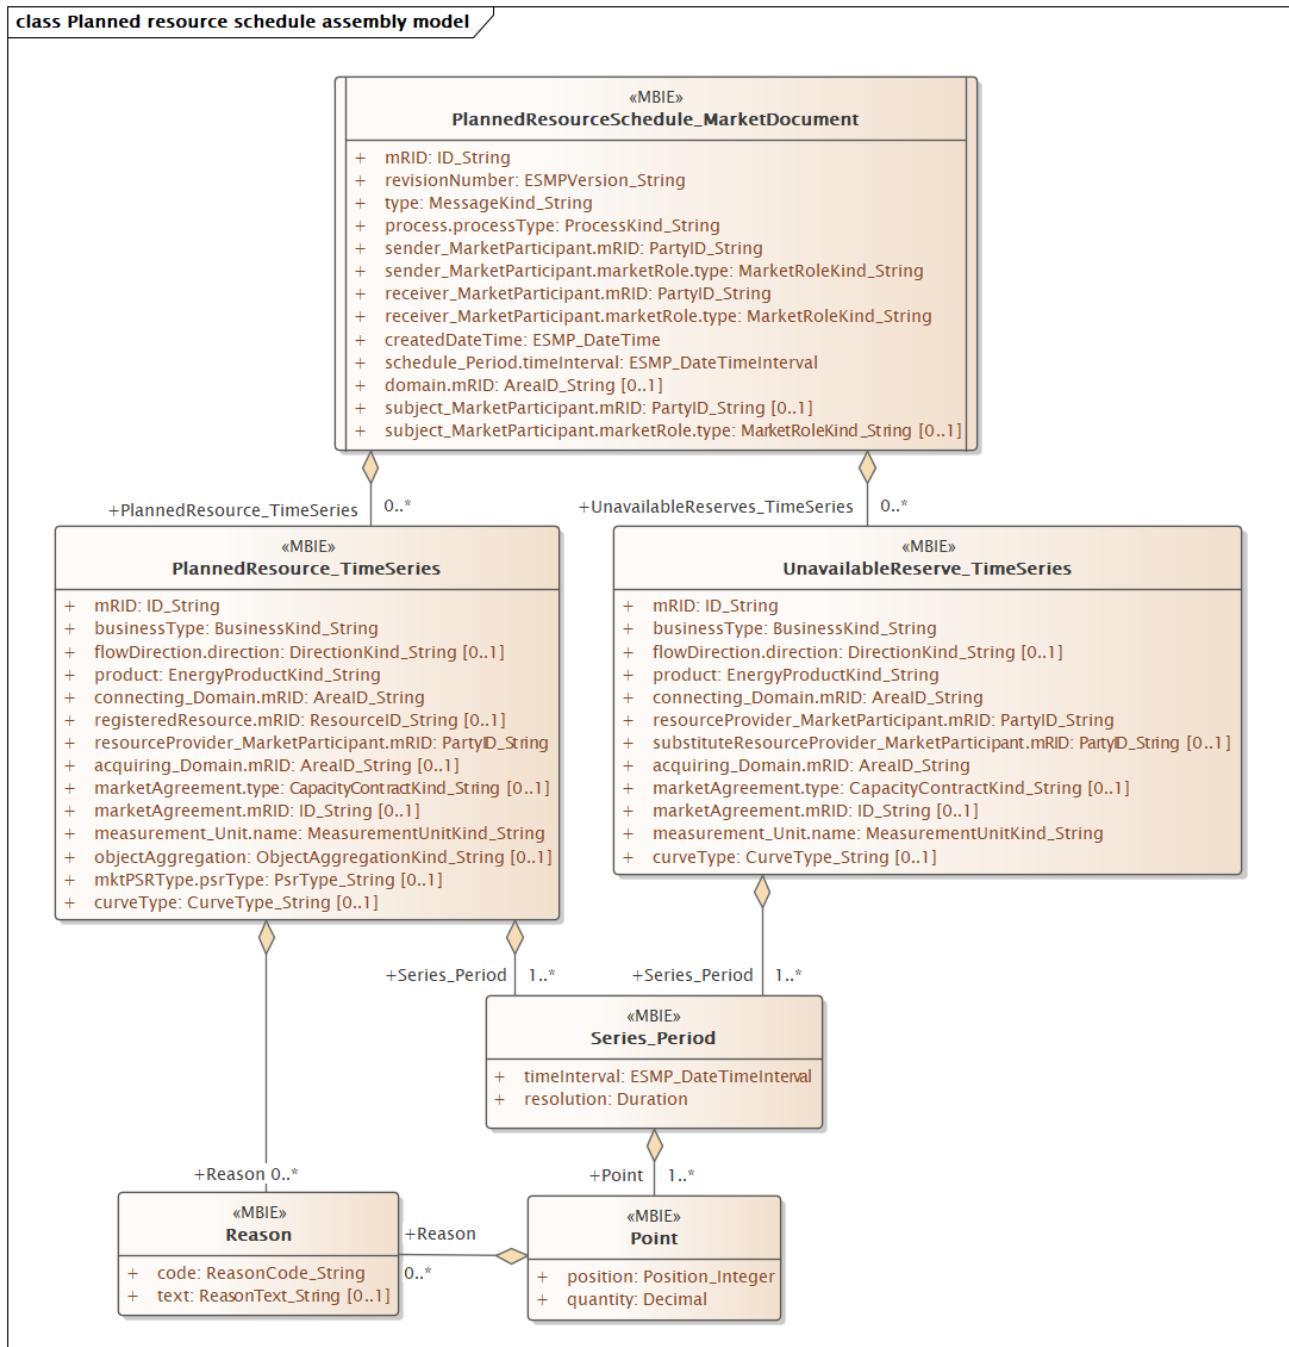 class Planned resource schedule assembly model
«MBIE»
PlannedResourceSchedule_MarketDocument
+ mRID: ID_String
+ revisionNumber: ESMPVersion_String
+ type: MessageKind_String
+ process.processType: ProcessKind_String
+ sender_MarketParticipant.mRID: PartyID_String
+ sender_MarketParticipant.marketRole.type: MarketRoleKind_String
+ receiver_MarketParticipant.mRID: PartyID_String
+ receiver_MarketParticipant.marketRole.type: MarketRoleKind_String
+ createdDateTime: ESMP_DateTime
+ schedule_Period.timeInterval: ESMP_DateTimeInterval
+ domain.mRID: AreaID_String [0..1]
+ subject_MarketParticipant.mRID: PartyID_String [0..1]
+ subject_MarketParticipant.marketRole.type: MarketRoleKind_String [0..1]
+PlannedResource_TimeSeries 0..*
+UnavailableReserves_TimeSeries 0..*
«MBIE»
PlannedResource_TimeSeries
+ mRID: ID_String
+ businessType: BusinessKind_String
+ flowDirection.direction: DirectionKind_String [0..1]
+ product: EnergyProductKind_String
+ connecting_Domain.mRID: AreaID_String
+ registeredResource.mRID: ResourceID_String [0..1]
+ resourceProvider_MarketParticipant.mRID: PartyID_String
+ acquiring_Domain.mRID: AreaID_String [0..1]
+ marketAgreement.type: CapacityContractKind_String [0..1]
+ marketAgreement.mRID: ID_String [0..1]
+ measurement_Unit.name: MeasurementUnitKind_String
+ objectAggregation: ObjectAggregationKind_String [0..1]
+ mktPSRType.psrType: PsrType_String [0..1]
+ curveType: CurveType_String [0..1]
«MBIE»
UnavailableReserve_TimeSeries
+ mRID: ID_String
+ businessType: BusinessKind_String
+ flowDirection.direction: DirectionKind_String [0..1]
+ product: EnergyProductKind_String
+ connecting_Domain.mRID: AreaID_String
+ resourceProvider_MarketParticipant.mRID: PartyID_String
+ substituteResourceProvider_MarketParticipant.mRID: PartyID_String [0..1]
+ acquiring_Domain.mRID: AreaID_String
+ marketAgreement.type: CapacityContractKind_String [0..1]
+ marketAgreement.mRID: ID_String [0..1]
+ measurement_Unit.name: MeasurementUnitKind_String
+ curveType: CurveType_String [0..1]
+Series_Period 1..*
+Series_Period 1..*
«MBIE»
Series_Period
+ timeInterval: ESMP_DateTimeInterval
+ resolution: Duration
+Reason 0..*
+Point 1..*
«MBIE»
Reason
+ code: ReasonCode_String
+ text: ReasonText_String [0..1]
+Reason
0..*
«MBIE»
Point
+ position: Position_Integer
+ quantity: Decimal